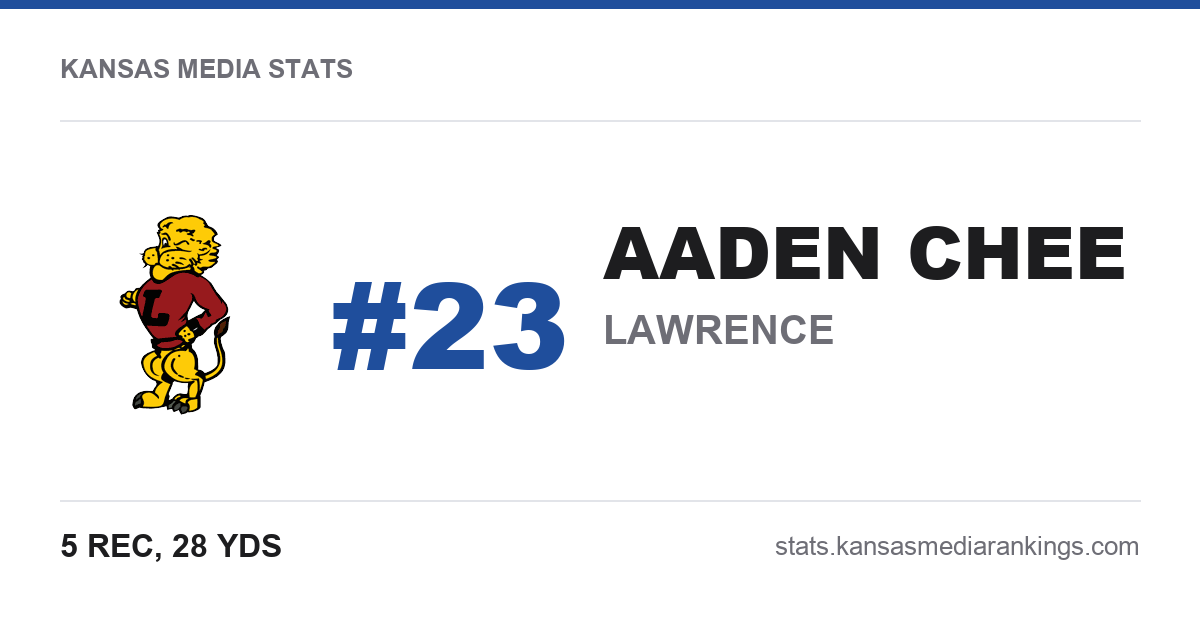 KANSAS MEDIA STATS
L
#23
AADEN CHEE
LAWRENCE
5 REC, 28 YDS
stats.kansasmediarankings.com